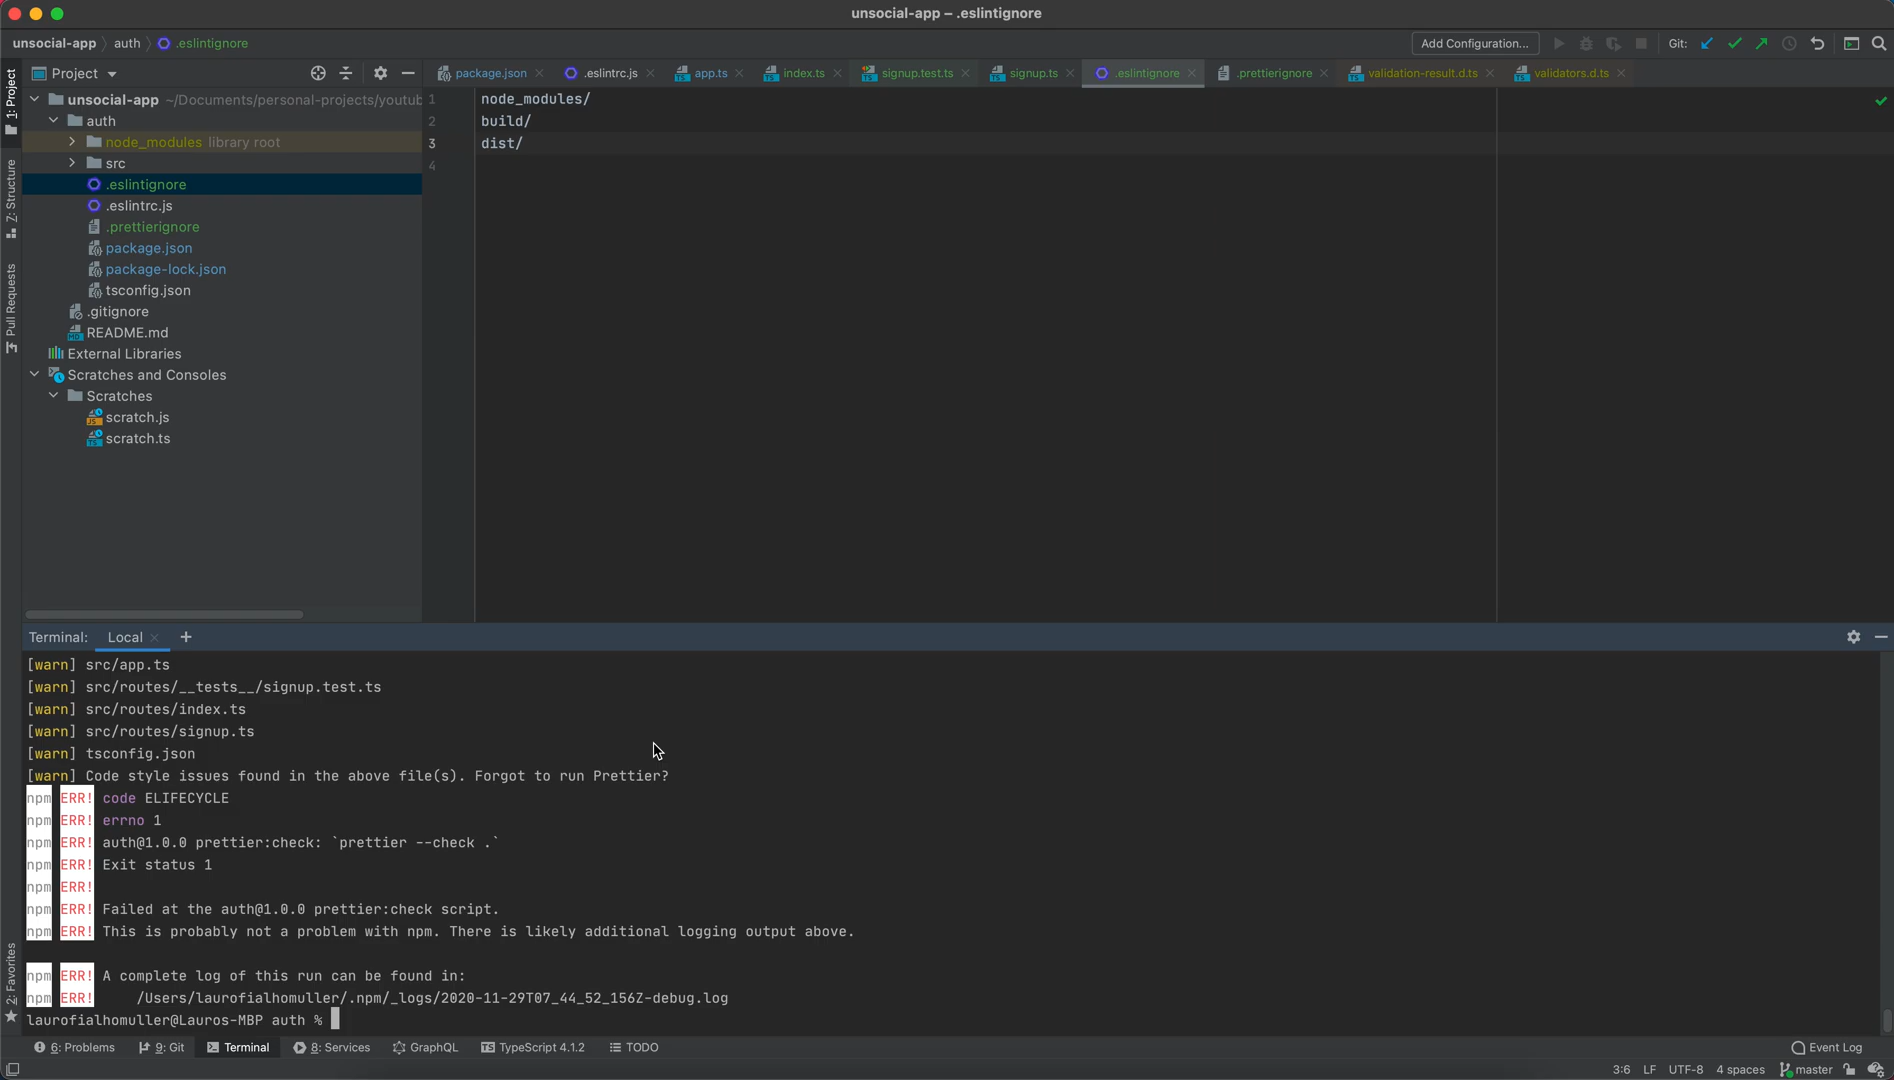 unsocial-app – .eslintignore
unsocial-app auth .eslintignore
Add Configuration... Git:
1: Project
Z: Structure
Pull Requests
2: Favorites
Project
package.json .eslintrc.js app.ts index.ts signup.test.ts signup.ts .eslintignore .prettierignore validation-result.d.ts validators.d.ts
unsocial-app ~/Documents/personal-projects/youtub
auth
node_modules library root
src
.eslintignore
.eslintrc.js
.prettierignore
package.json
package-lock.json
tsconfig.json
.gitignore
README.md
External Libraries
Scratches and Consoles
Scratches
scratch.js
scratch.ts
1 node_modules/
2 build/
3 dist/
4
Terminal: Local
[warn] src/app.ts
[warn] src/routes/__tests__/signup.test.ts
[warn] src/routes/index.ts
[warn] src/routes/signup.ts
[warn] tsconfig.json
[warn] Code style issues found in the above file(s). Forgot to run Prettier?
npm ERR! code ELIFECYCLE
npm ERR! errno 1
npm ERR! auth@1.0.0 prettier:check: `prettier --check .`
npm ERR! Exit status 1
npm ERR!
npm ERR! Failed at the auth@1.0.0 prettier:check script.
npm ERR! This is probably not a problem with npm. There is likely additional logging output above.
npm ERR! A complete log of this run can be found in:
npm ERR! /Users/laurofialhomuller/.npm/_logs/2020-11-29T07_44_52_156Z-debug.log
laurofialhomuller@Lauros-MBP auth %
6: Problems 9: Git Terminal 8: Services GraphQL TypeScript 4.1.2 TODO Event Log
3:6 LF UTF-8 4 spaces master